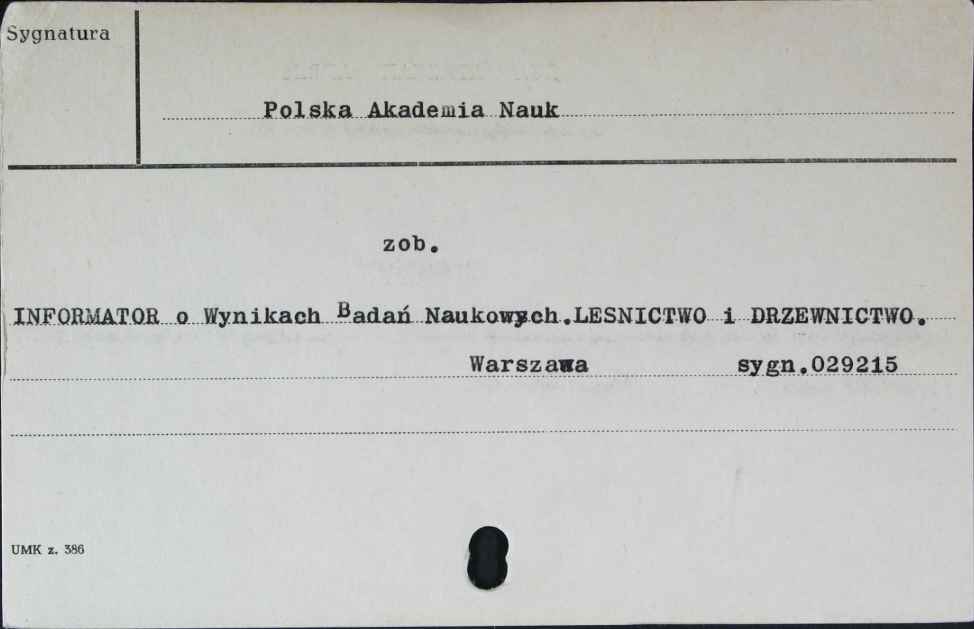 Sygnatura
Polska Akademia Nauk
zob.
INFORMATOR o Wynikach Badań Naukowych.LESNICTWO i DRZEWNICTWO.
Warszawa sygn.029215
UMK z. 386